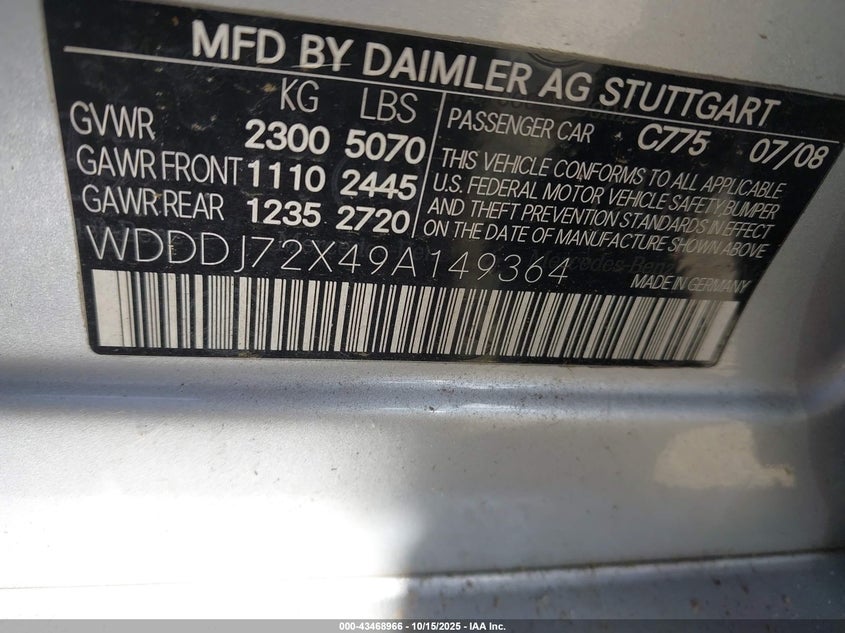 MFD BY DAIMLER AG STUTTGART
KG LBS
GVWR 2300 5070
GAWR FRONT 1110 2445
GAWR REAR 1235 2720
PASSENGER CAR C775 07/08
THIS VEHICLE CONFORMS TO ALL APPLICABLE
U.S. FEDERAL MOTOR VEHICLE SAFETY, BUMPER
AND THEFT PREVENTION STANDARDS IN EFFECT
ON THE DATE OF MANUFACTURE SHOWN ABOVE
WDDDJ72X49A149364
Mercedes-Benz
MADE IN GERMANY
000-43468966 - 10/15/2025 - IAA Inc.